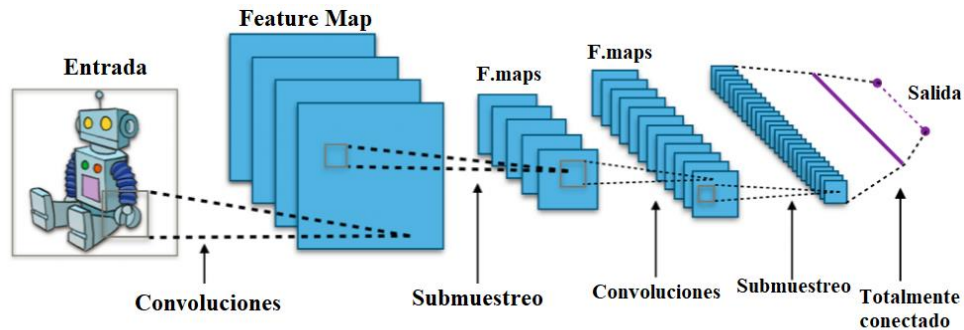 Feature Map
Entrada
F.maps
F.maps
Salida
Convoluciones
Submuestreo
Convoluciones
Submuestreo
Totalmente
conectado